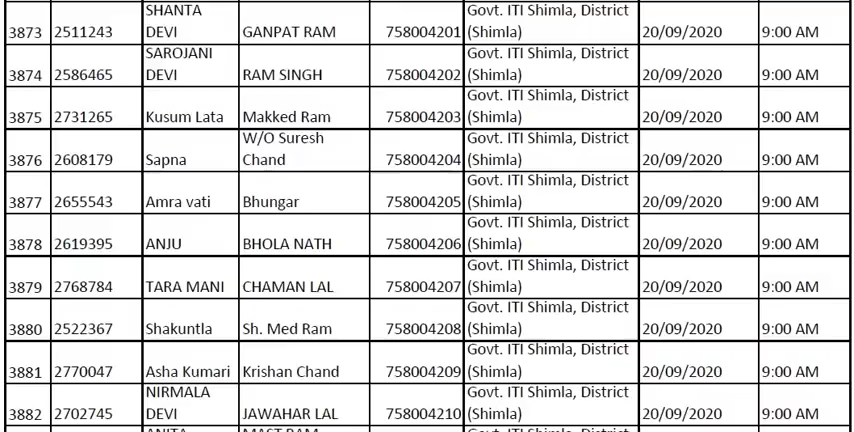 SHANTA Govt. ITI Shimla, District
3873 2511243 DEVI GANPAT RAM 758004201 (Shimla) 20/09/2020 9:00 AM
SAROJANI Govt. ITI Shimla, District
3874 2586465 DEVI RAM SINGH 758004202 (Shimla) 20/09/2020 9:00 AM
Govt. ITI Shimla, District
3875 2731265 Kusum Lata Makked Ram 758004203 (Shimla) 20/09/2020 9:00 AM
W/O Suresh Govt. ITI Shimla, District
3876 2608179 Sapna Chand 758004204 (Shimla) 20/09/2020 9:00 AM
Govt. ITI Shimla, District
3877 2655543 Amra vati Bhungar 758004205 (Shimla) 20/09/2020 9:00 AM
Govt. ITI Shimla, District
3878 2619395 ANJU BHOLA NATH 758004206 (Shimla) 20/09/2020 9:00 AM
Govt. ITI Shimla, District
3879 2768784 TARA MANI CHAMAN LAL 758004207 (Shimla) 20/09/2020 9:00 AM
Govt. ITI Shimla, District
3880 2522367 Shakuntla Sh. Med Ram 758004208 (Shimla) 20/09/2020 9:00 AM
Govt. ITI Shimla, District
3881 2770047 Asha Kumari Krishan Chand 758004209 (Shimla) 20/09/2020 9:00 AM
NIRMALA Govt. ITI Shimla, District
3882 2702745 DEVI JAWAHAR LAL 758004210 (Shimla) 20/09/2020 9:00 AM
ANITA MAST RAM Govt. ITI Shimla, District